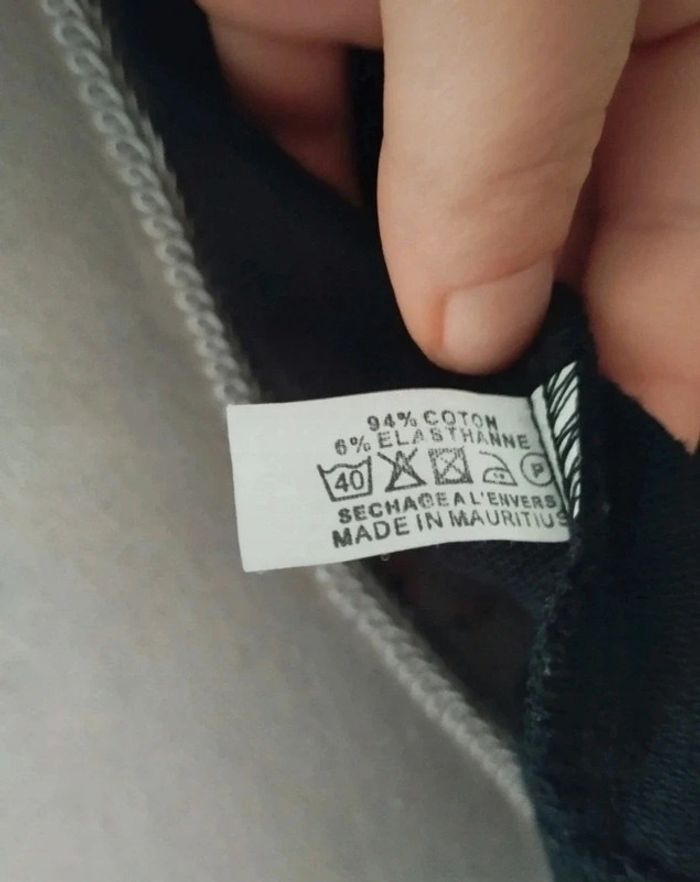 94% COTON
6% ELASTHANNE
40 P
SECHAGE A L'ENVERS
MADE IN MAURITIUS